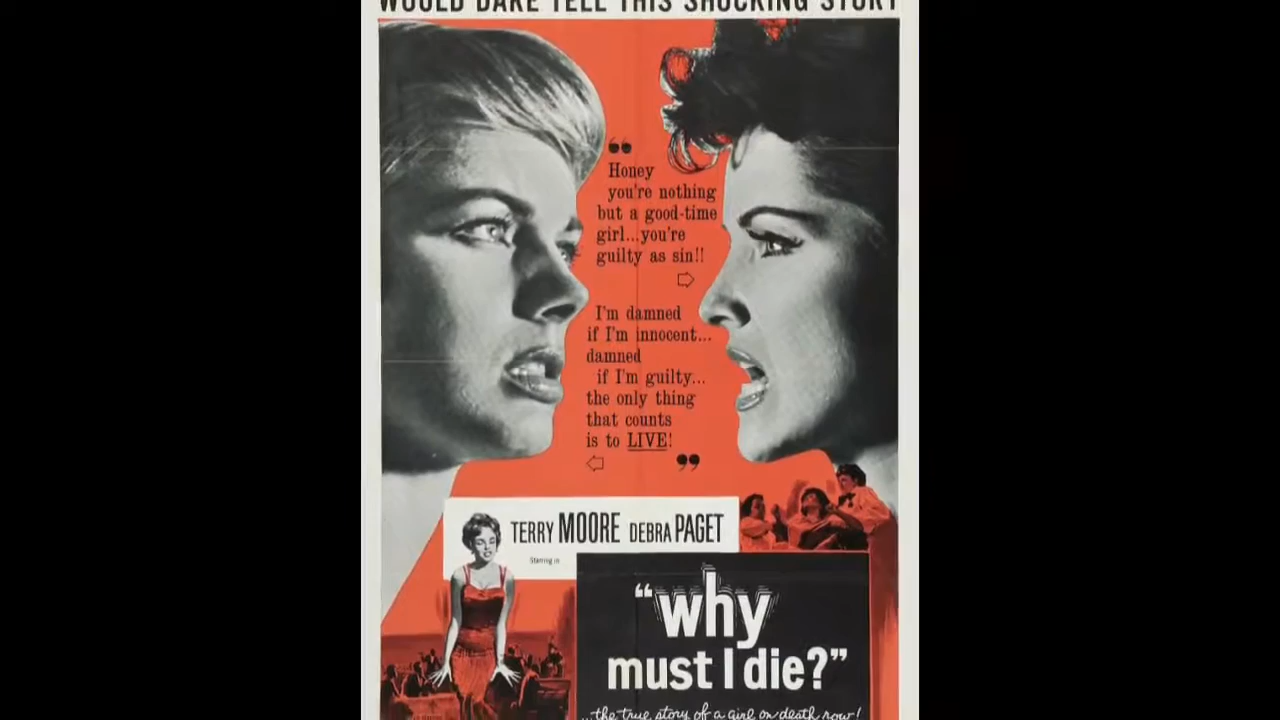 WOULD DARE TELL THIS SHOCKING STORY
“
Honey
you're nothing
but a good-time
girl...you're
guilty as sin!!
I'm damned
if I'm innocent...
damned
if I'm guilty...
the only thing
that counts
is to LIVE!
”
TERRY MOORE DEBRA PAGET
Starring in
“why
must I die?”
...the true story of a girl on death row!